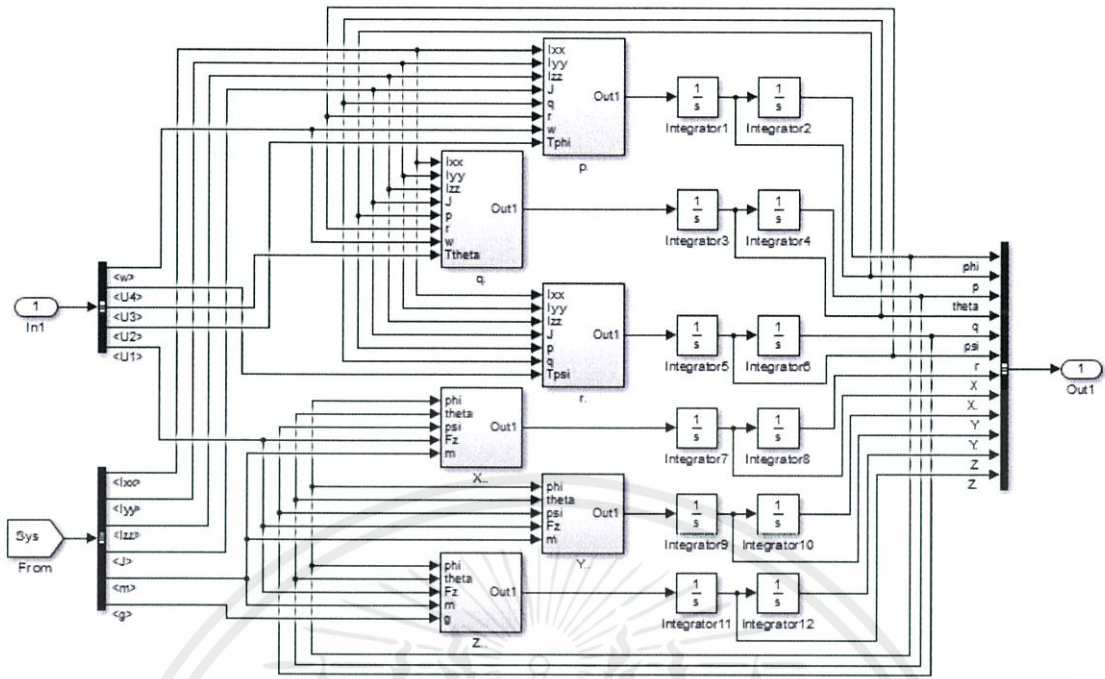 Ixx
Iyy
Izz
J
q
r
w
Tphi
Out1
p.
1
s
Integrator1
1
s
Integrator2
Ixx
Iyy
Izz
J
p
r
w
Ttheta
Out1
q.
1
s
Integrator3
1
s
Integrator4
1
In1
<w>
<U4>
<U3>
<U2>
<U1>
Ixx
Iyy
Izz
J
p
q
Tpsi
Out1
r.
1
s
Integrator5
1
s
Integrator6
phi
p
theta
q
psi
r
X
X.
Y
Y.
Z
Z.
1
Out1
phi
theta
psi
Fz
m
Out1
X..
1
s
Integrator7
1
s
Integrator8
Sys
From
<Ixx>
<Iyy>
<Izz>
<J>
<m>
<g>
phi
theta
psi
Fz
m
Out1
Y..
1
s
Integrator9
1
s
Integrator10
phi
theta
Fz
m
g
Out1
Z..
1
s
Integrator11
1
s
Integrator12